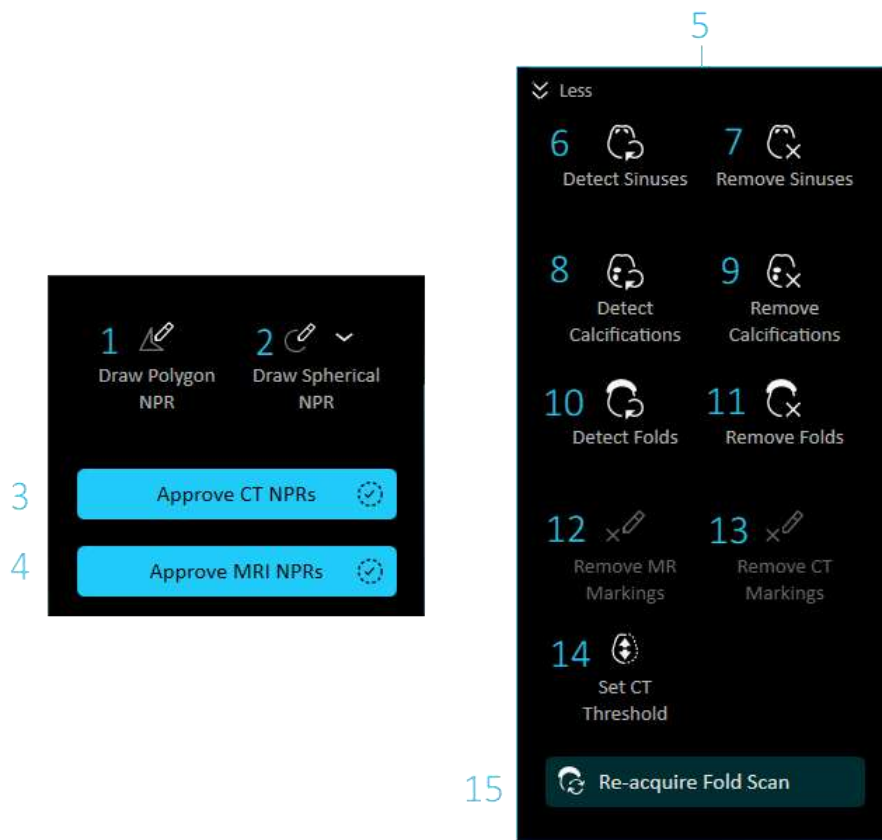 5
Less
6
7
Detect Sinuses
Remove Sinuses
8
9
Detect
Calcifications
Remove
Calcifications
10
11
Detect Folds
Remove Folds
12
13
Remove MR
Markings
Remove CT
Markings
14
Set CT
Threshold
15
Re-acquire Fold Scan
1
2
Draw Polygon
NPR
Draw Spherical
NPR
3
Approve CT NPRs
4
Approve MRI NPRs